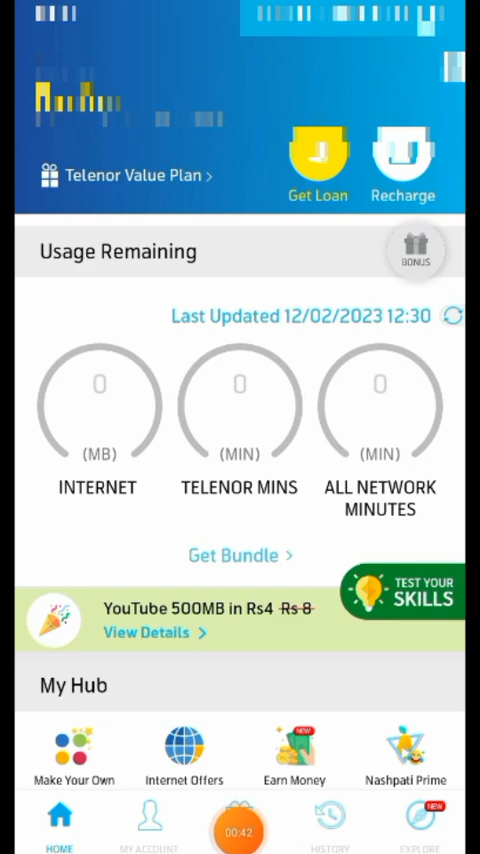 Telenor Value Plan >
Get Loan
Recharge
Usage Remaining
BONUS
Last Updated 12/02/2023 12:30
0
0
0
(MB)
(MIN)
(MIN)
INTERNET
TELENOR MINS
ALL NETWORK
MINUTES
Get Bundle >
TEST YOUR
SKILLS
YouTube 500MB in Rs4 Rs 8
View Details >
My Hub
NEW
Make Your Own
Internet Offers
Earn Money
Nashpati Prime
NEW
00:42
HOME
MY ACCOUNT
HISTORY
EXPLORE